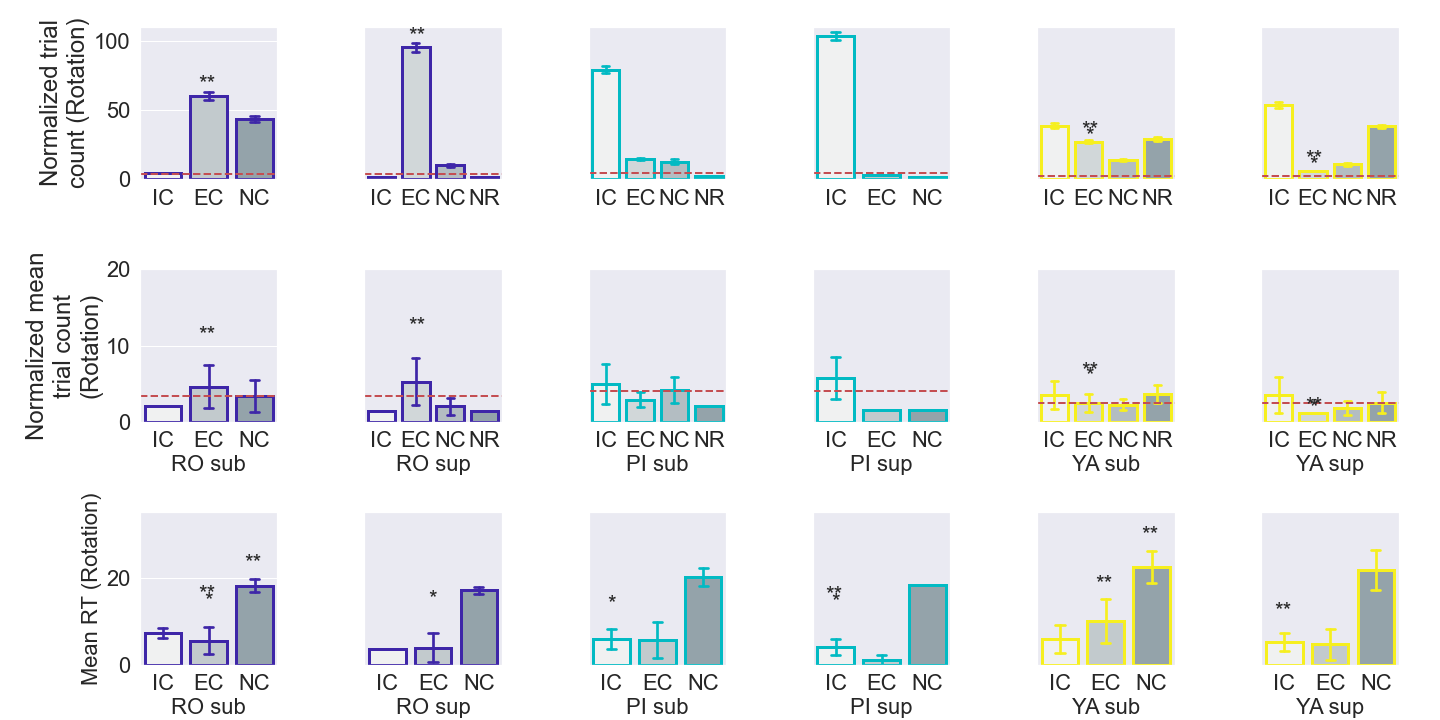 Normalized trial
count (Rotation)
100
50
0
**
**
**
*
**
*
IC EC NC
IC EC NC NR
IC EC NC NR
IC EC NC
IC EC NC NR
IC EC NC NR
Normalized mean
trial count
(Rotation)
20
10
0
**
**
**
*
**
*
IC EC NC
IC EC NC NR
IC EC NC NR
IC EC NC
IC EC NC NR
IC EC NC NR
RO sub
RO sup
PI sub
PI sup
YA sub
YA sup
Mean RT (Rotation)
20
0
**
*
**
*
*
**
*
**
**
**
IC EC NC
IC EC NC
IC EC NC
IC EC NC
IC EC NC
IC EC NC
RO sub
RO sup
PI sub
PI sup
YA sub
YA sup